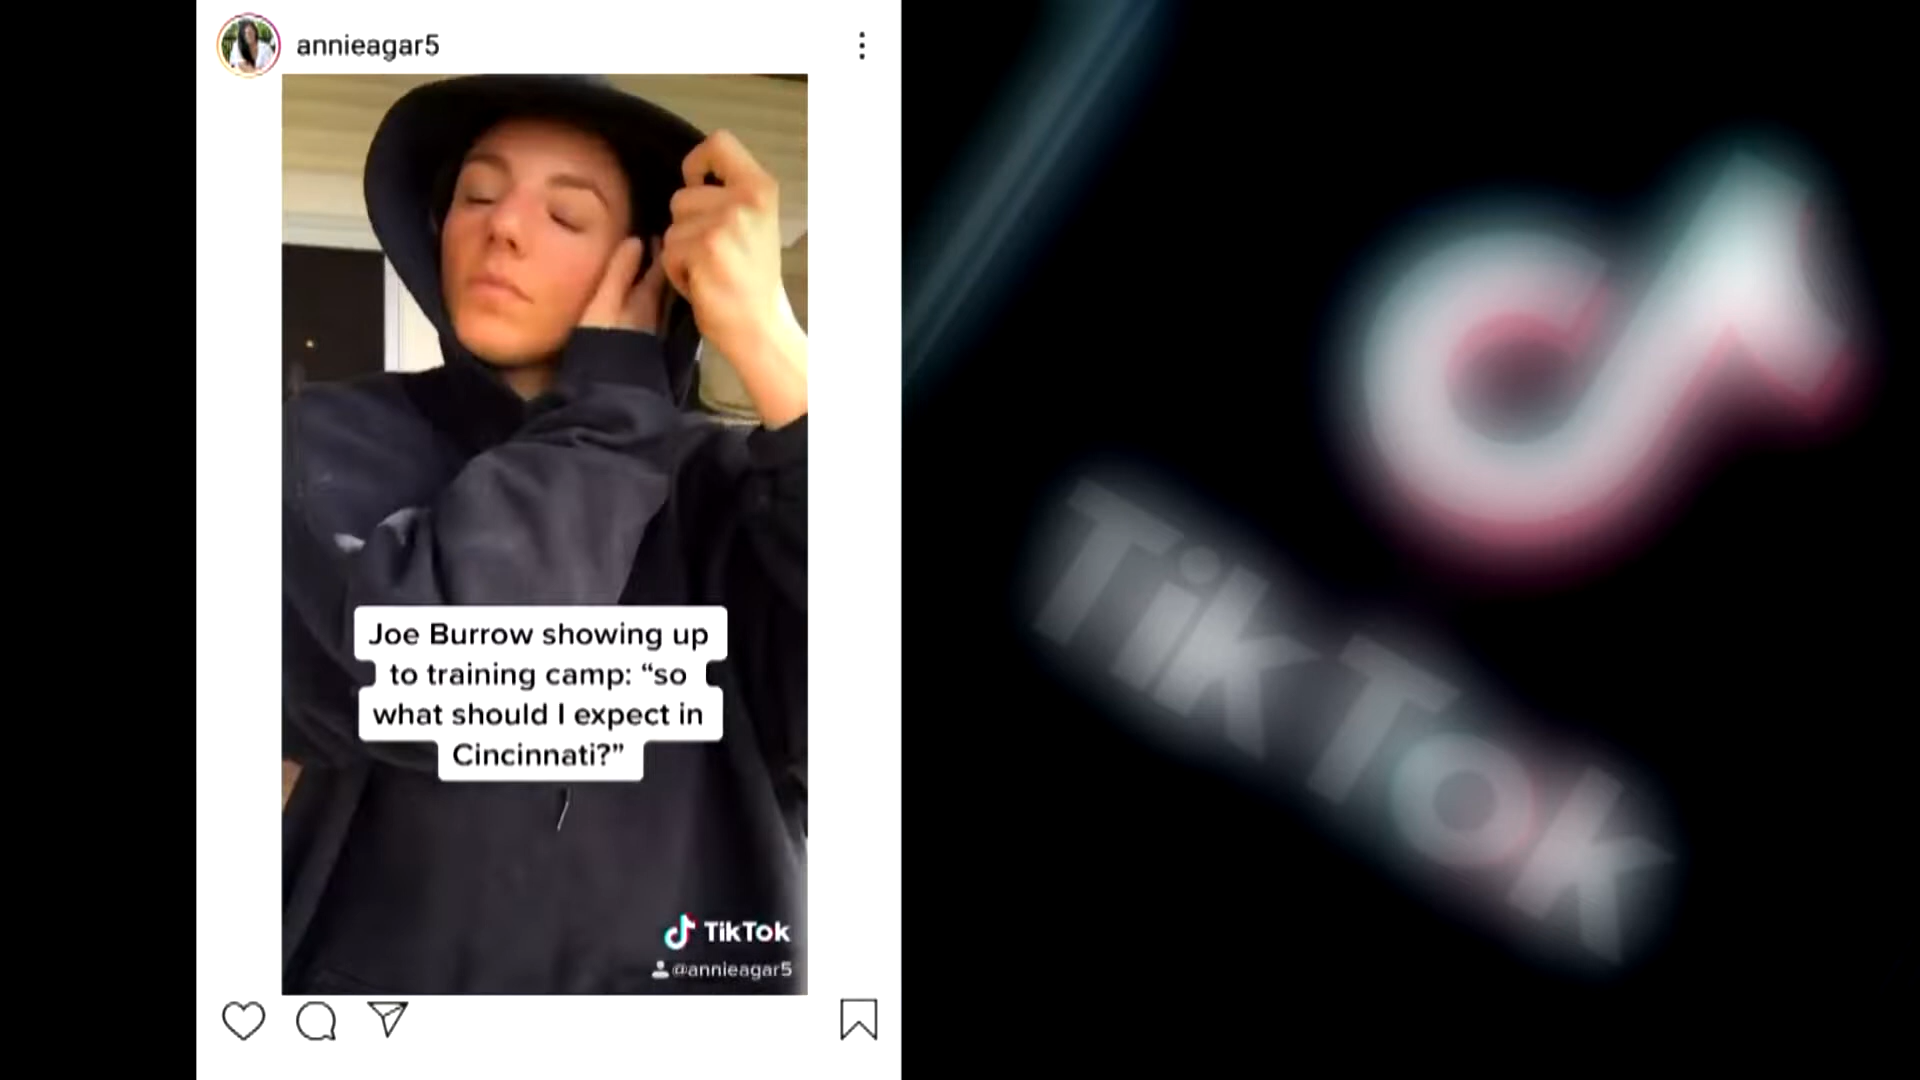 annieagar5
Joe Burrow showing up
to training camp: “so
what should I expect in
Cincinnati?”
TikTok
@annieagar5
TikTok